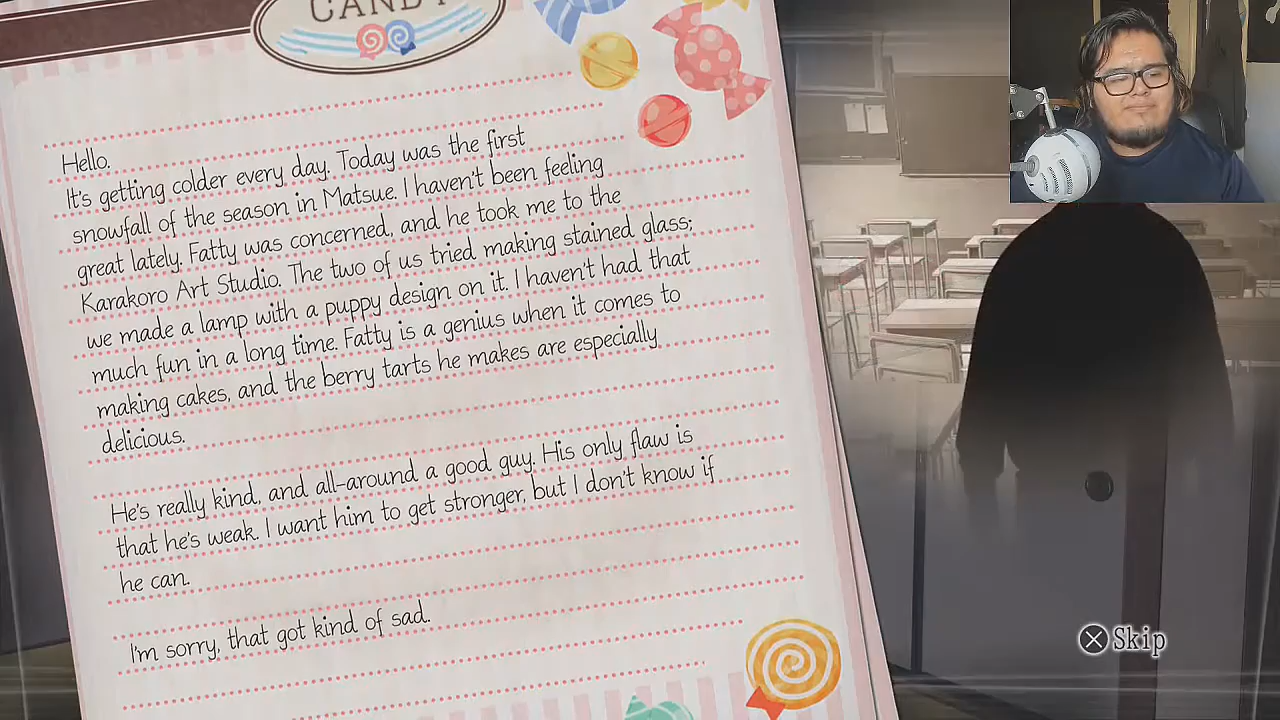 CANDY
Hello.
It's getting colder every day. Today was the first
snowfall of the season in Matsue. I haven't been feeling
great lately. Fatty was concerned, and he took me to the
Karakoro Art Studio. The two of us tried making stained glass;
we made a lamp with a puppy design on it. I haven't had that
much fun in a long time. Fatty is a genius when it comes to
making cakes, and the berry tarts he makes are especially
delicious.
He's really kind, and all-around a good guy. His only flaw is
that he's weak. I want him to get stronger, but I don't know if
he can.
I'm sorry, that got kind of sad.
Skip